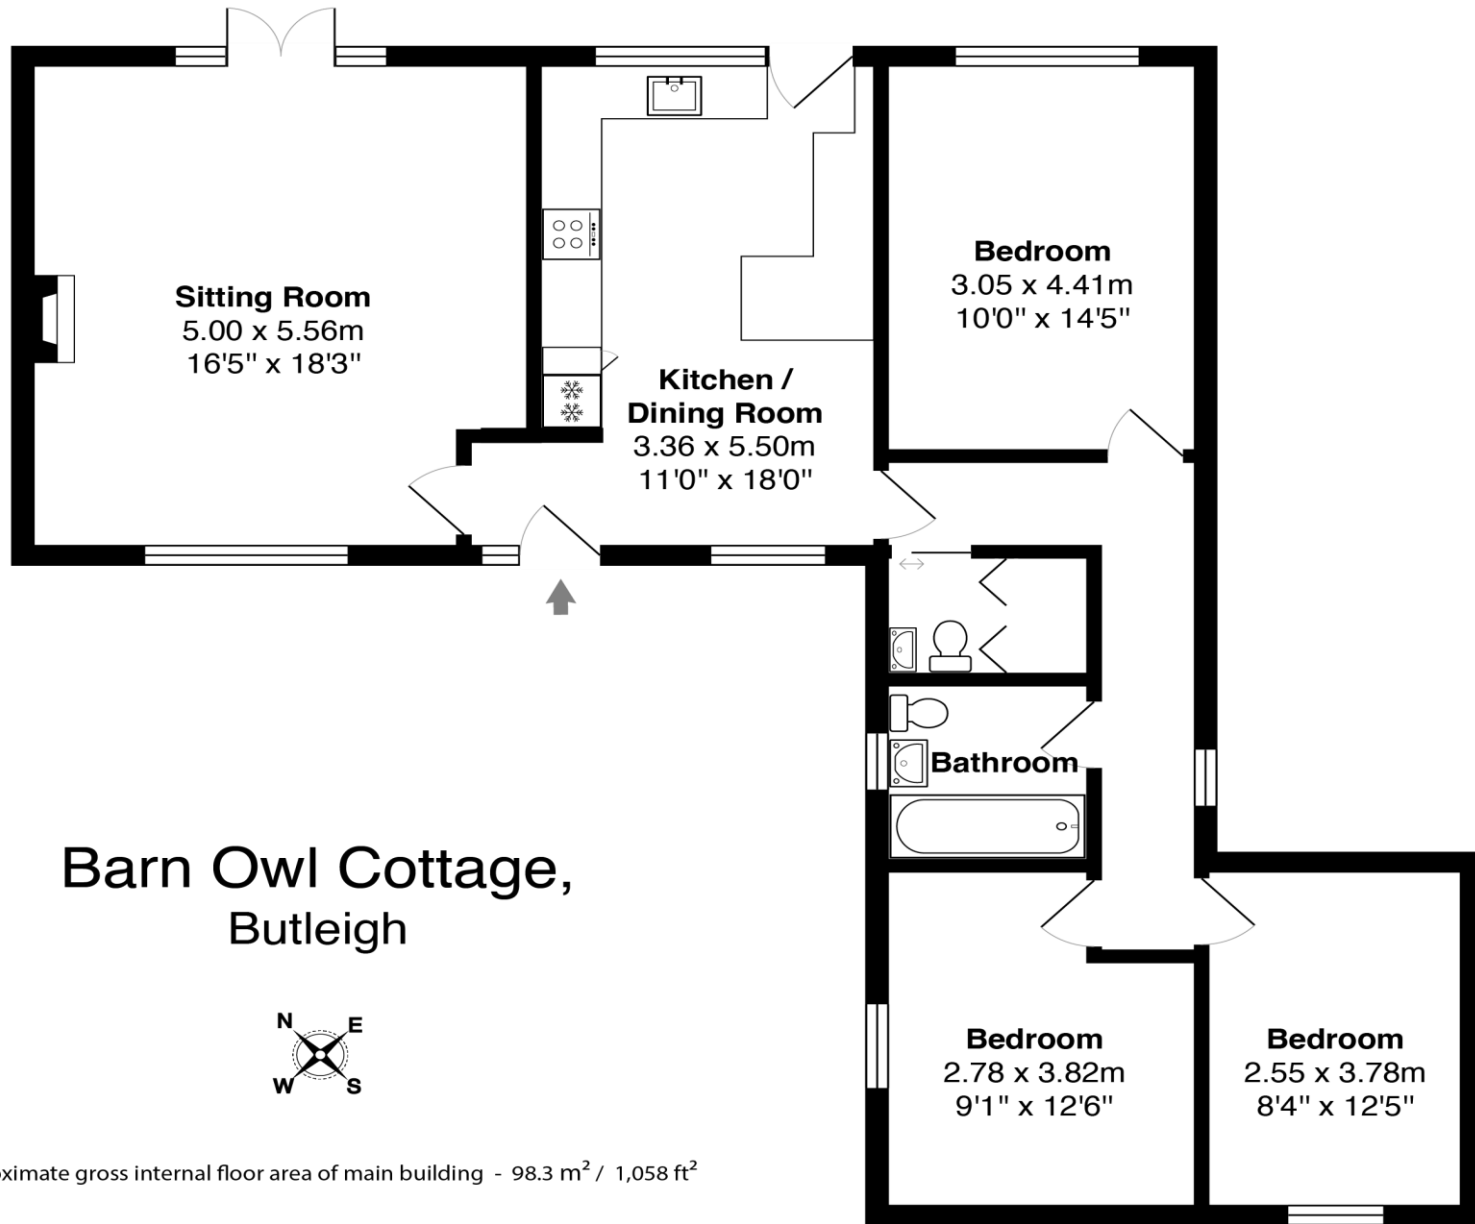 Sitting Room
5.00 x 5.56m
16'5" x 18'3"
Kitchen /
Dining Room
3.36 x 5.50m
11'0" x 18'0"
Bedroom
3.05 x 4.41m
10'0" x 14'5"
Bathroom
Barn Owl Cottage,
Butleigh
N E
W S
Bedroom
2.78 x 3.82m
9'1" x 12'6"
Bedroom
2.55 x 3.78m
8'4" x 12'5"
oximate gross internal floor area of main building - 98.3 m² / 1,058 ft²